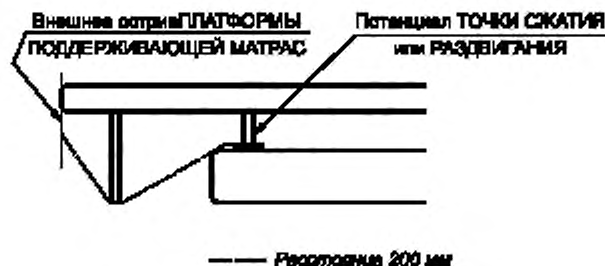 Внешнее острие ПЛАТФОРМЫ
ПОДДЕРЖИВАЮЩЕЙ МАТРАС
Потенциал ТОЧКИ СЖАТИЯ
или РАЗДВИГАНИЯ
Расстояние 200 мм